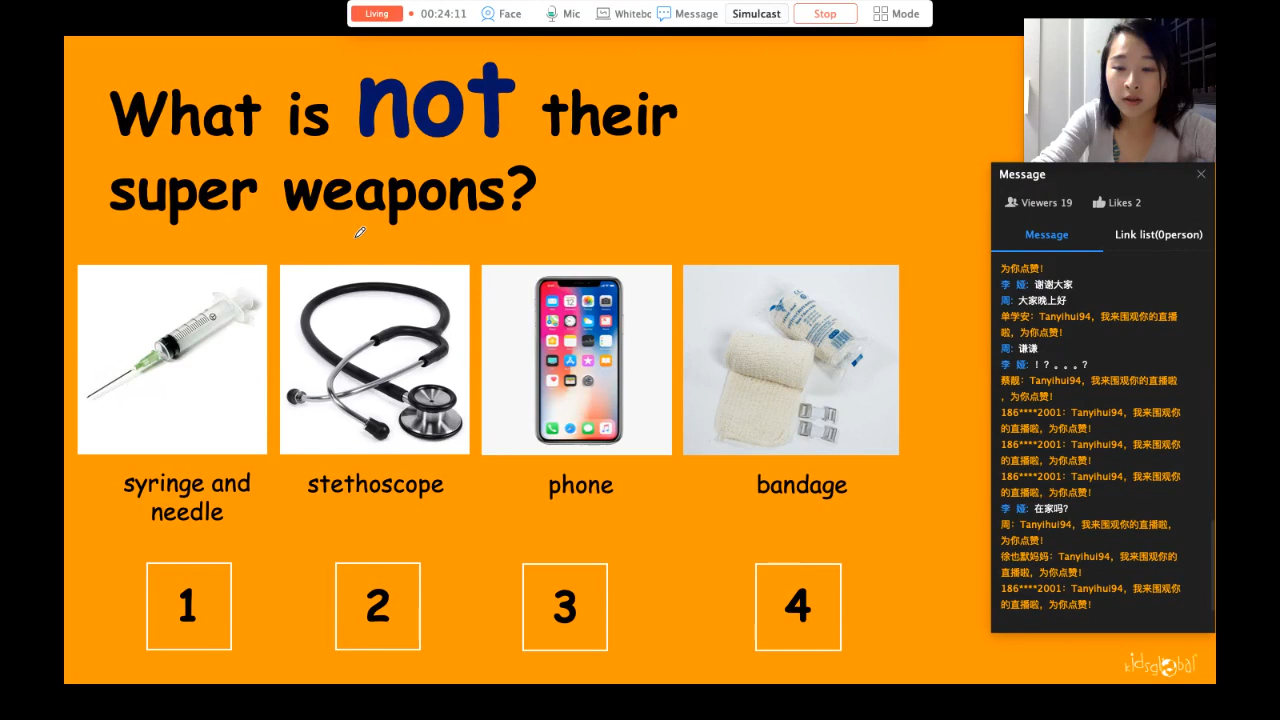 Living 00:24:11 Face Mic Whitebc Message Simulcast Stop Mode
What is not their
super weapons?
syringe and
needle
stethoscope
phone
bandage
1
2
3
4
Message
Viewers 19 Likes 2
Message Link list(0person)
为你点赞!
李 娅: 谢谢大家
周: 大家晚上好
单学安: Tanyihui94, 我来围观你的直播
啦, 为你点赞!
周: 谦谦
李 娅: ! ? 。。。?
蔡靓: Tanyihui94, 我来围观你的直播啦
, 为你点赞!
186****2001: Tanyihui94, 我来围观你
的直播啦, 为你点赞!
186****2001: Tanyihui94, 我来围观你
的直播啦, 为你点赞!
186****2001: Tanyihui94, 我来围观你
的直播啦, 为你点赞!
李 娅: 在家吗?
周: Tanyihui94, 我来围观你的直播啦,
为你点赞!
徐也默妈妈: Tanyihui94, 我来围观你的
直播啦, 为你点赞!
186****2001: Tanyihui94, 我来围观你
的直播啦, 为你点赞!
kidsglobal